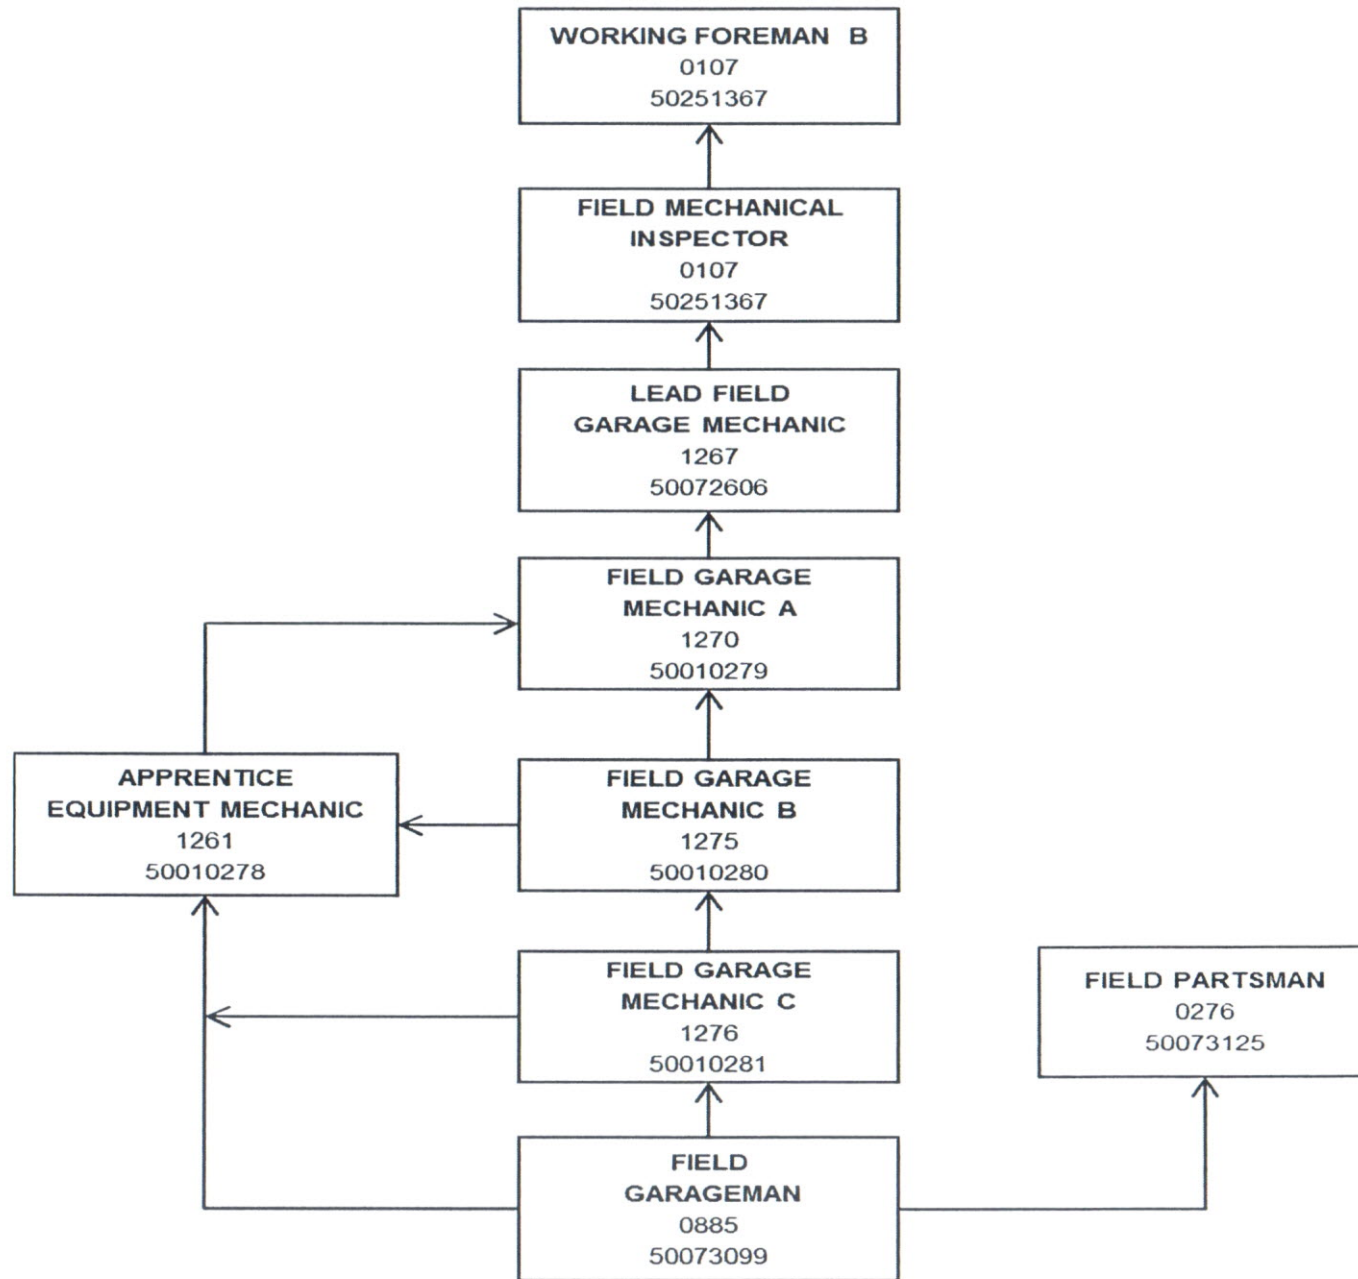 WORKING FOREMAN B
0107
50251367
FIELD MECHANICAL
INSPECTOR
0107
50251367
LEAD FIELD
GARAGE MECHANIC
1267
50072606
FIELD GARAGE
MECHANIC A
1270
50010279
APPRENTICE
EQUIPMENT MECHANIC
1261
50010278
FIELD GARAGE
MECHANIC B
1275
50010280
FIELD GARAGE
MECHANIC C
1276
50010281
FIELD PARTSMAN
0276
50073125
FIELD
GARAGEMAN
0885
50073099